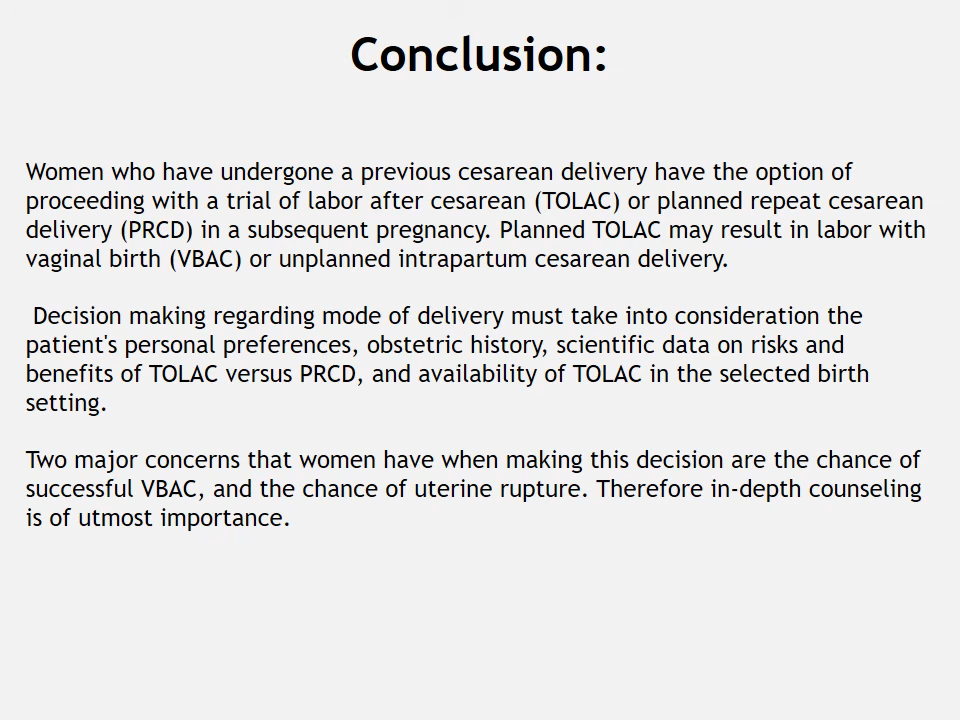 Conclusion:
Women who have undergone a previous cesarean delivery have the option of
proceeding with a trial of labor after cesarean (TOLAC) or planned repeat cesarean
delivery (PRCD) in a subsequent pregnancy. Planned TOLAC may result in labor with
vaginal birth (VBAC) or unplanned intrapartum cesarean delivery.
Decision making regarding mode of delivery must take into consideration the
patient's personal preferences, obstetric history, scientific data on risks and
benefits of TOLAC versus PRCD, and availability of TOLAC in the selected birth
setting.
Two major concerns that women have when making this decision are the chance of
successful VBAC, and the chance of uterine rupture. Therefore in-depth counseling
is of utmost importance.